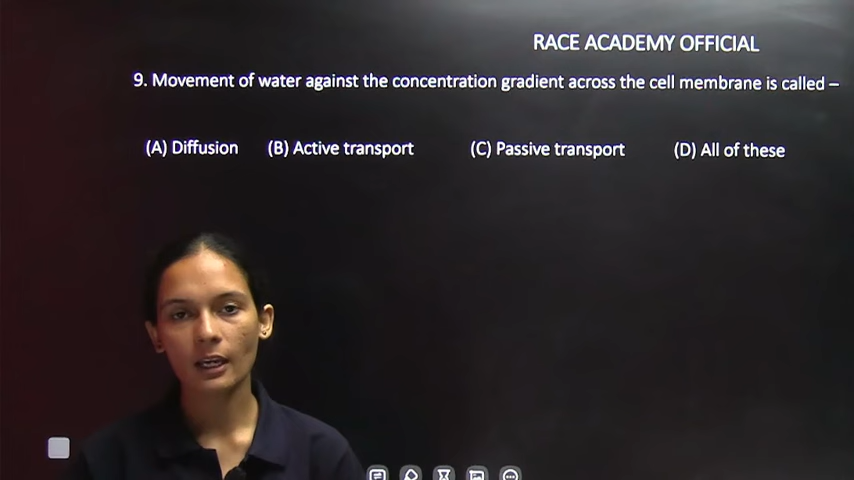 RACE ACADEMY OFFICIAL
9. Movement of water against the concentration gradient across the cell membrane is called –
(A) Diffusion (B) Active transport (C) Passive transport (D) All of these